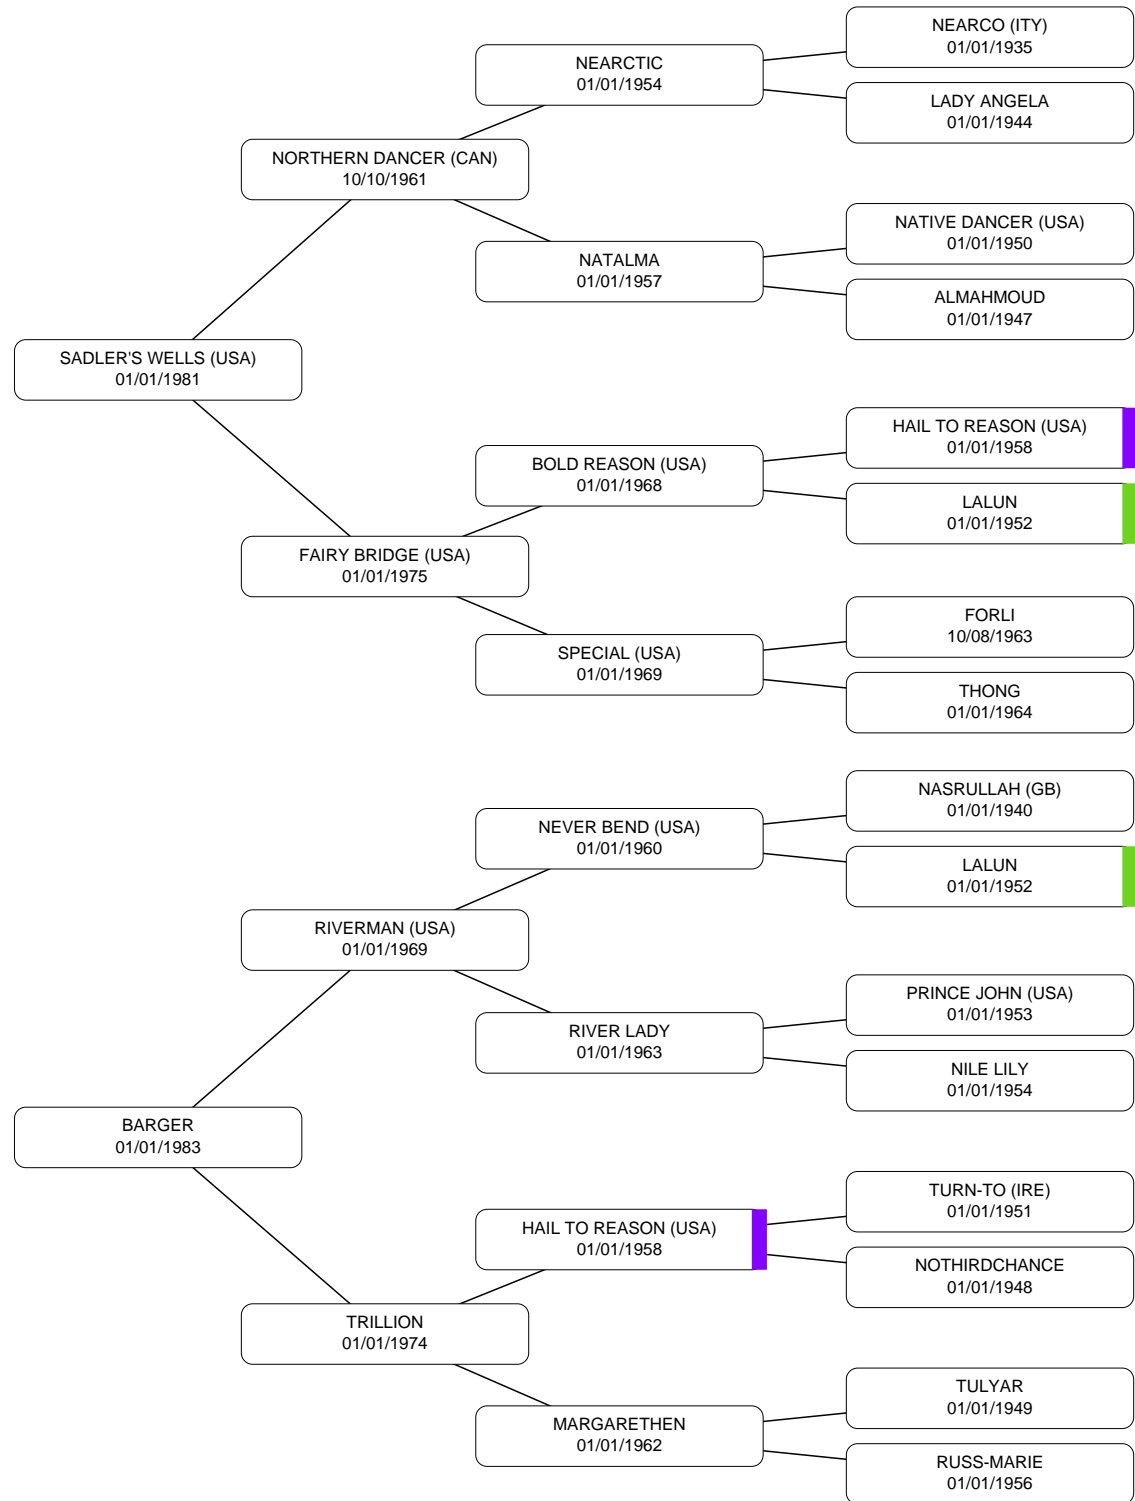 NEARCO (ITY)
01/01/1935
NEARCTIC
01/01/1954
LADY ANGELA
01/01/1944
NORTHERN DANCER (CAN)
10/10/1961
NATIVE DANCER (USA)
01/01/1950
NATALMA
01/01/1957
ALMAHMOUD
01/01/1947
SADLER'S WELLS (USA)
01/01/1981
HAIL TO REASON (USA)
01/01/1958
BOLD REASON (USA)
01/01/1968
LALUN
01/01/1952
FAIRY BRIDGE (USA)
01/01/1975
FORLI
10/08/1963
SPECIAL (USA)
01/01/1969
THONG
01/01/1964
NASRULLAH (GB)
01/01/1940
NEVER BEND (USA)
01/01/1960
LALUN
01/01/1952
RIVERMAN (USA)
01/01/1969
PRINCE JOHN (USA)
01/01/1953
RIVER LADY
01/01/1963
NILE LILY
01/01/1954
BARGER
01/01/1983
TURN-TO (IRE)
01/01/1951
HAIL TO REASON (USA)
01/01/1958
NOTHIRDCHANCE
01/01/1948
TRILLION
01/01/1974
TULYAR
01/01/1949
MARGARETHEN
01/01/1962
RUSS-MARIE
01/01/1956